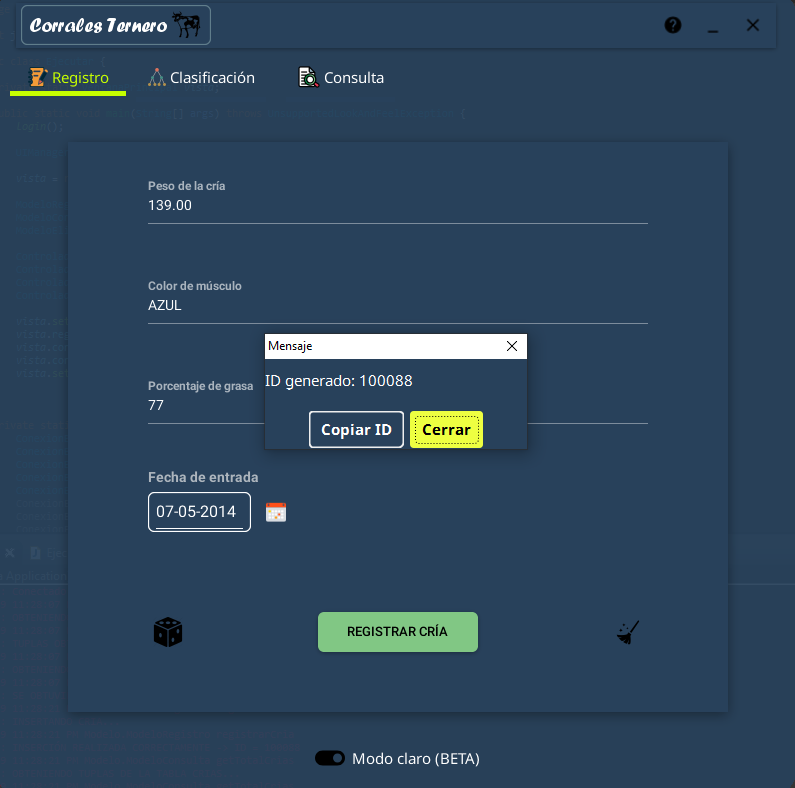 Corrales Ternero
Registro
Clasificación
Consulta
Peso de la cría
139.00
Color de músculo
AZUL
Mensaje
ID generado: 100088
Porcentaje de grasa
77
Copiar ID
Cerrar
Fecha de entrada
07-05-2014
REGISTRAR CRÍA
Modo claro (BETA)